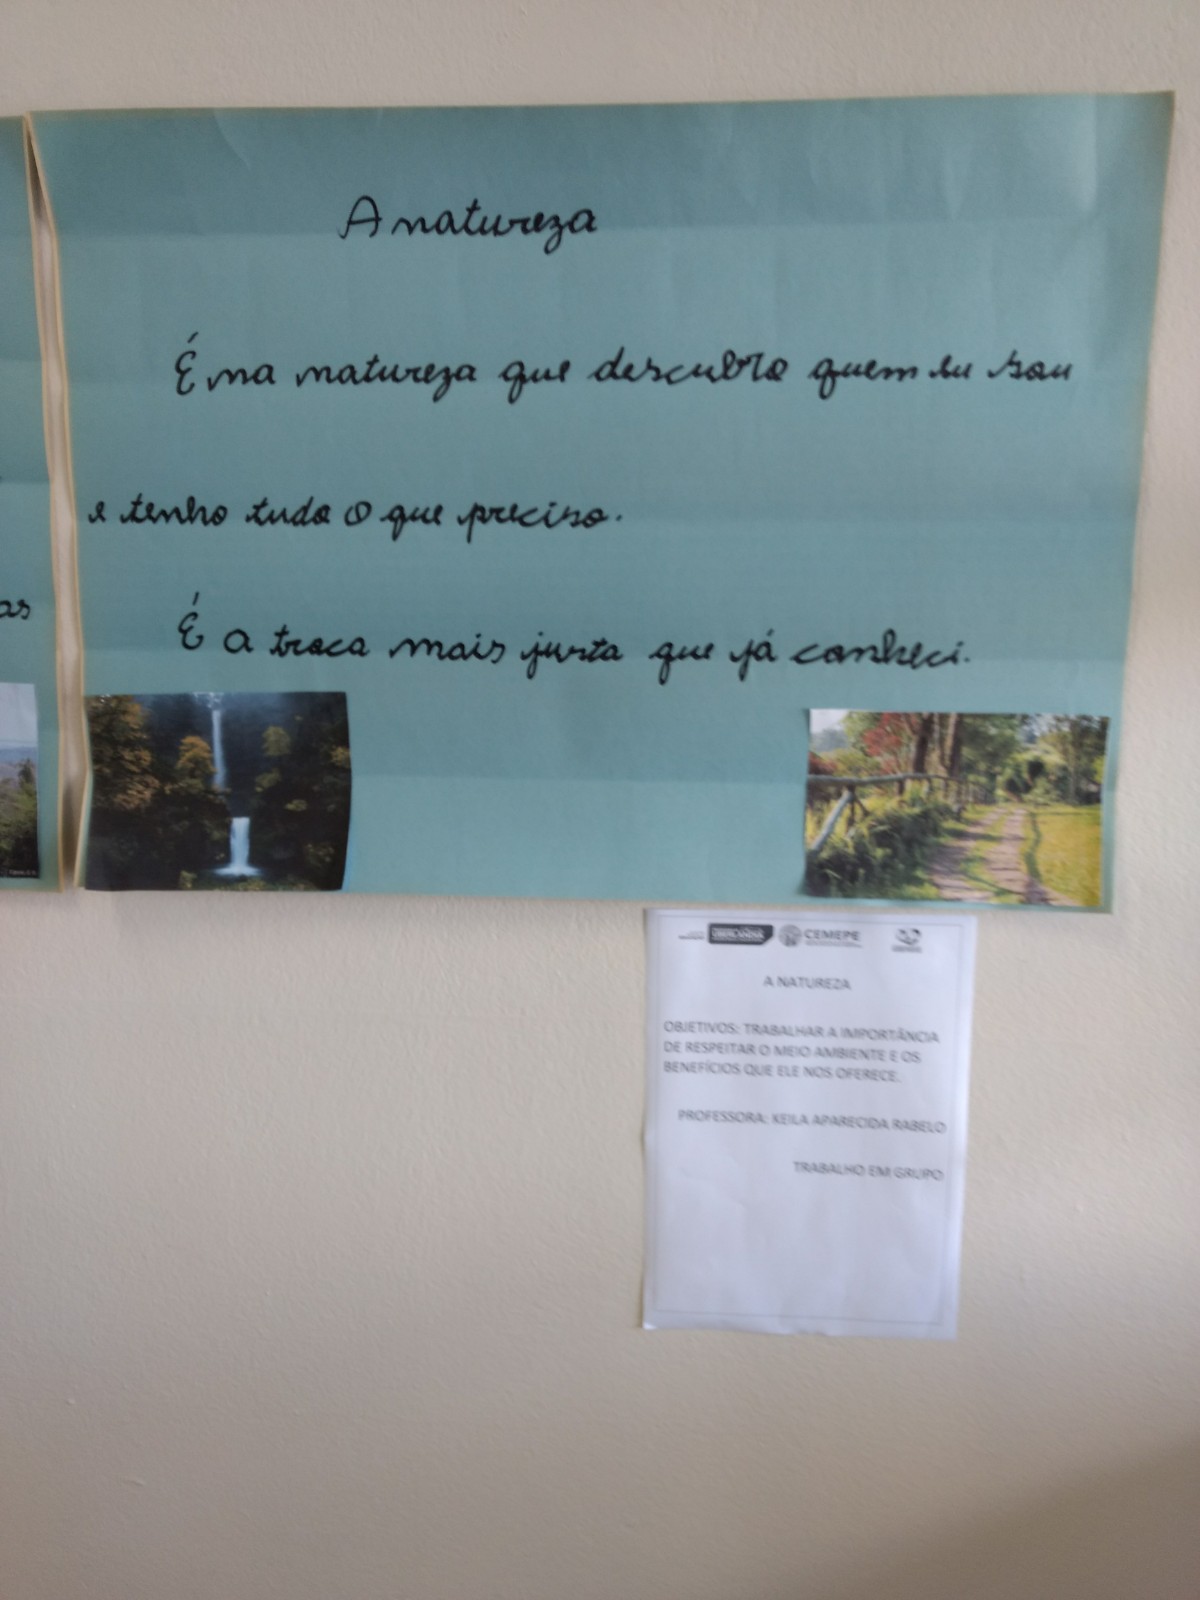 A natureza
É na natureza que descubro quem eu sou
e tenho tudo o que preciso.
É a troca mais justa que já conheci.
as
CEMEPE
A NATUREZA
OBJETIVOS: TRABALHAR A IMPORTÂNCIA
DE RESPEITAR O MEIO AMBIENTE E OS
BENEFÍCIOS QUE ELE NOS OFERECE.
PROFESSORA: KEILA APARECIDA RABELO
TRABALHO EM GRUPO